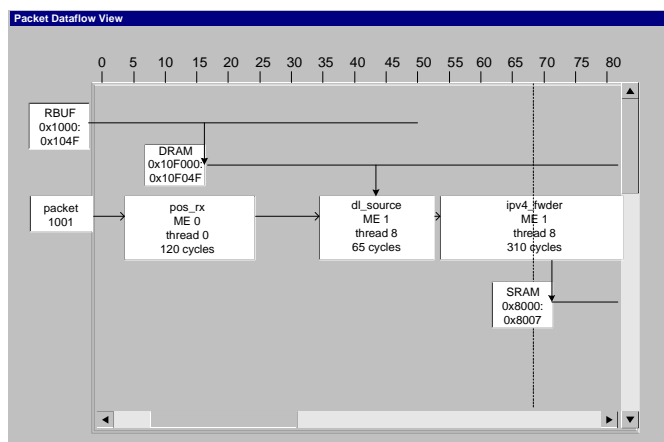 Packet Dataflow View
0 5 10 15 20 25 30 35 40 45 50 55 60 65 70 75 80
RBUF
0x1000:
0x104F
DRAM
0x10F000:
0x10F04F
packet
1001
pos_rx
ME 0
thread 0
120 cycles
dl_source
ME 1
thread 8
65 cycles
ipv4_fwder
ME 1
thread 8
310 cycles
SRAM
0x8000:
0x8007